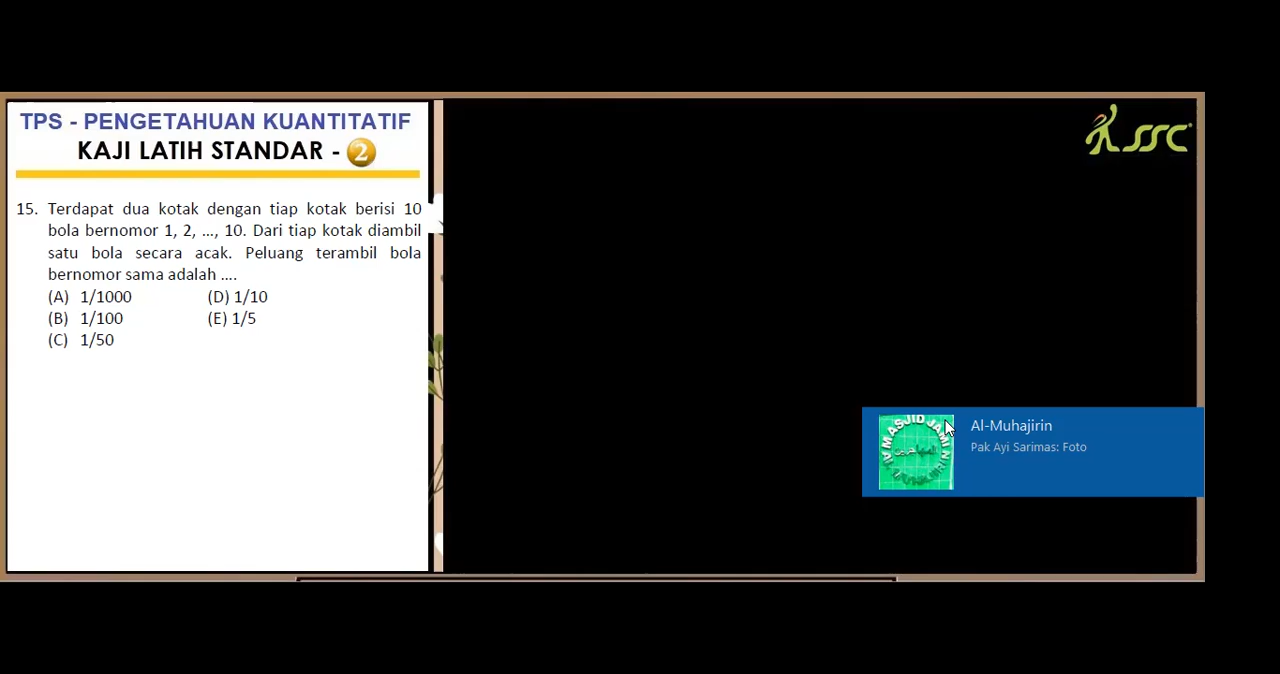 TPS - PENGETAHUAN KUANTITATIF
KAJI LATIH STANDAR - 2
15. Terdapat dua kotak dengan tiap kotak berisi 10
bola bernomor 1, 2, ..., 10. Dari tiap kotak diambil
satu bola secara acak. Peluang terambil bola
bernomor sama adalah ....
(A) 1/1000 (D) 1/10
(B) 1/100 (E) 1/5
(C) 1/50
SSC
Al-Muhajirin
Pak Ayi Sarimas: Foto
MASJID JAMI